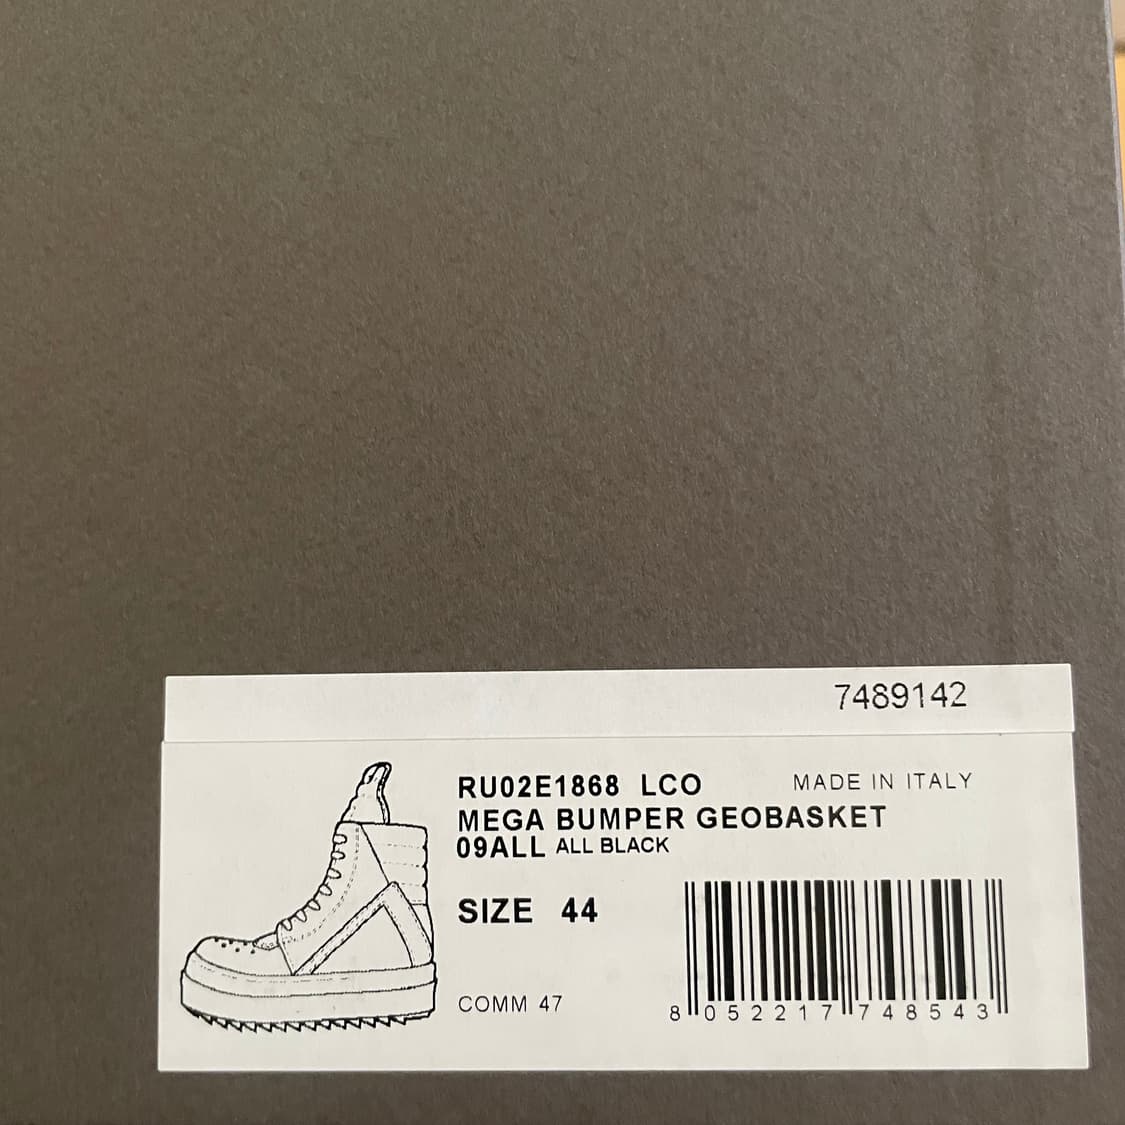 7489142
RU02E1868 LCO MADE IN ITALY
MEGA BUMPER GEOBASKET
09ALL ALL BLACK
SIZE 44
COMM 47
8 052217 748543